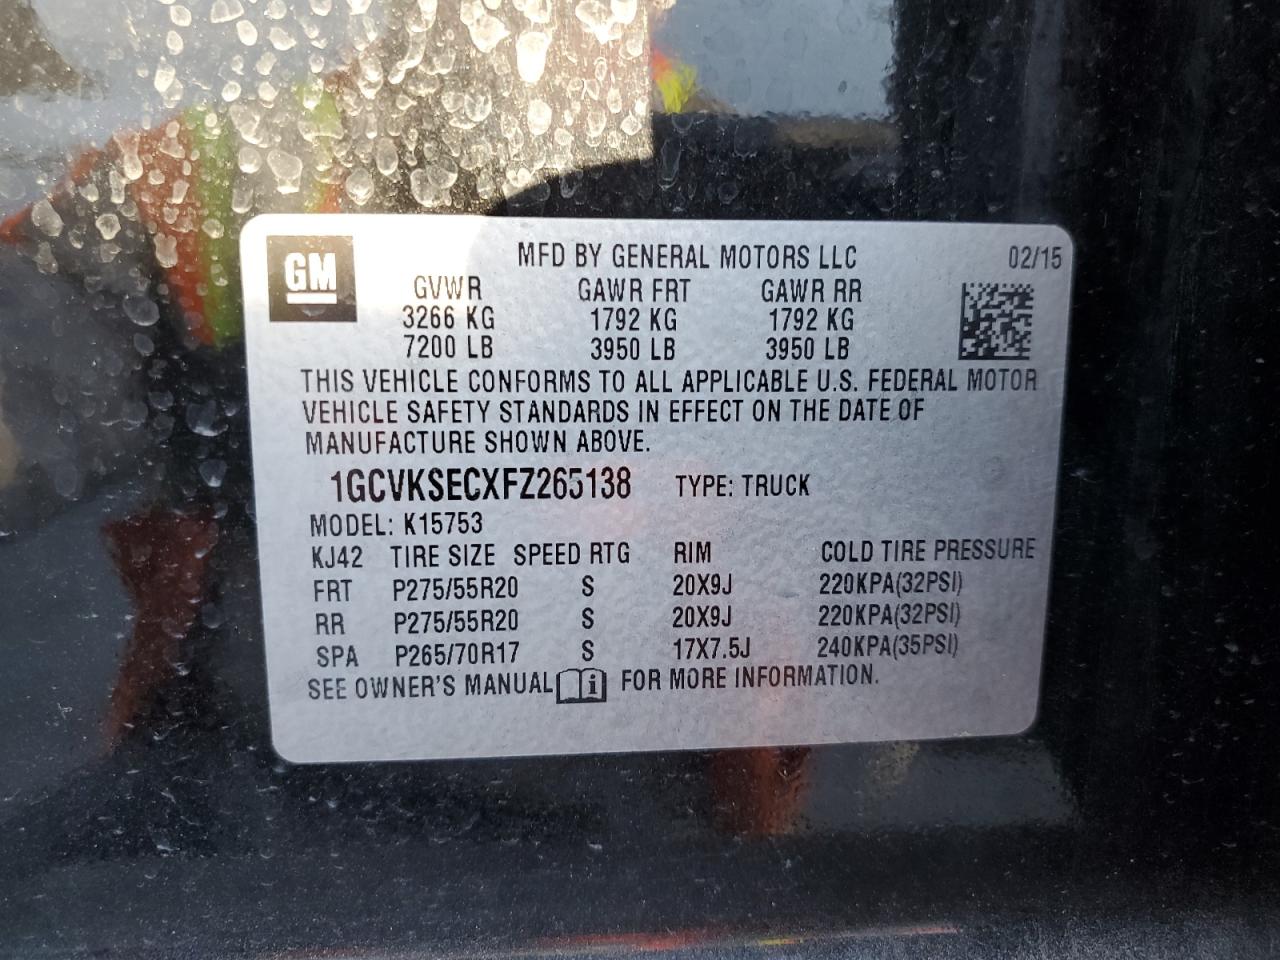 GM
MFD BY GENERAL MOTORS LLC 02/15
GVWR GAWR FRT GAWR RR
3266 KG 1792 KG 1792 KG
7200 LB 3950 LB 3950 LB
THIS VEHICLE CONFORMS TO ALL APPLICABLE U.S. FEDERAL MOTOR
VEHICLE SAFETY STANDARDS IN EFFECT ON THE DATE OF
MANUFACTURE SHOWN ABOVE.
1GCVKSECXFZ265138 TYPE: TRUCK
MODEL: K15753
KJ42 TIRE SIZE SPEED RTG RIM COLD TIRE PRESSURE
FRT P275/55R20 S 20X9J 220KPA(32PSI)
RR P275/55R20 S 20X9J 220KPA(32PSI)
SPA P265/70R17 S 17X7.5J 240KPA(35PSI)
SEE OWNER'S MANUAL i FOR MORE INFORMATION.